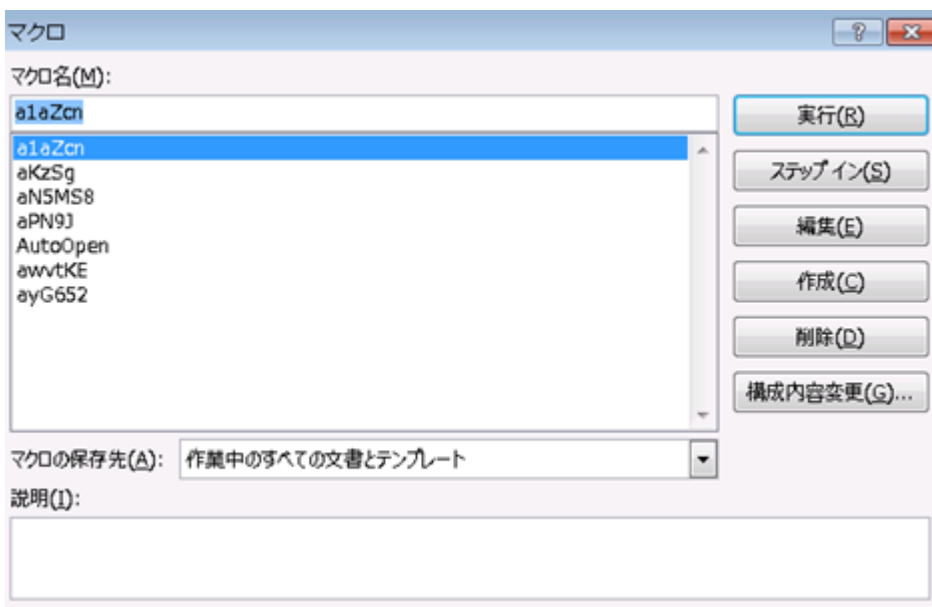 マクロ
マクロ名(M):
a1aZcn
a1aZcn
aKzSg
aN5MS8
aPN9J
AutoOpen
awvtKE
ayG652
実行(R)
ステップ イン(S)
編集(E)
作成(C)
削除(D)
構成内容変更(G)...
マクロの保存先(A): 作業中のすべての文書とテンプレート
説明(I):